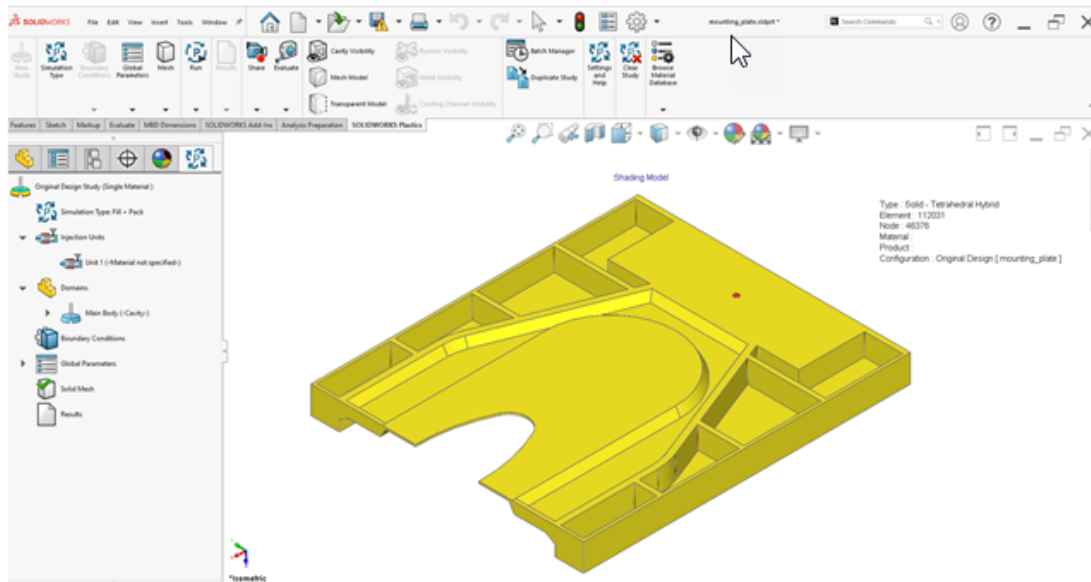 SOLIDWORKS File Edit View Insert Tools Window mounting_plate.sldprt * Search Commands
New Study
Simulation Type
Boundary Conditions
Global Parameters
Mesh
Run
Results
Share
Evaluate
Cavity Visibility
Mesh Model
Transparent Model
Runner Visibility
Mold Visibility
Cooling Channel Visibility
Batch Manager
Duplicate Study
Settings and Help
Clear Study
Browse Material Database
Features Sketch Markup Evaluate MBD Dimensions SOLIDWORKS Add-Ins Analysis Preparation SOLIDWORKS Plastics
Original Design Study (Single Material )
Simulation Type: Fill + Pack
Injection Units
Unit 1 (-Material not specified-)
Domains
Main Body (-Cavity-)
Boundary Conditions
Global Parameters
Solid Mesh
Results
Shading Model
Type : Solid - Tetrahedral Hybrid
Element : 112031
Node : 46376
Material :
Product :
Configuration : Original Design [ mounting_plate ]
*Isometric